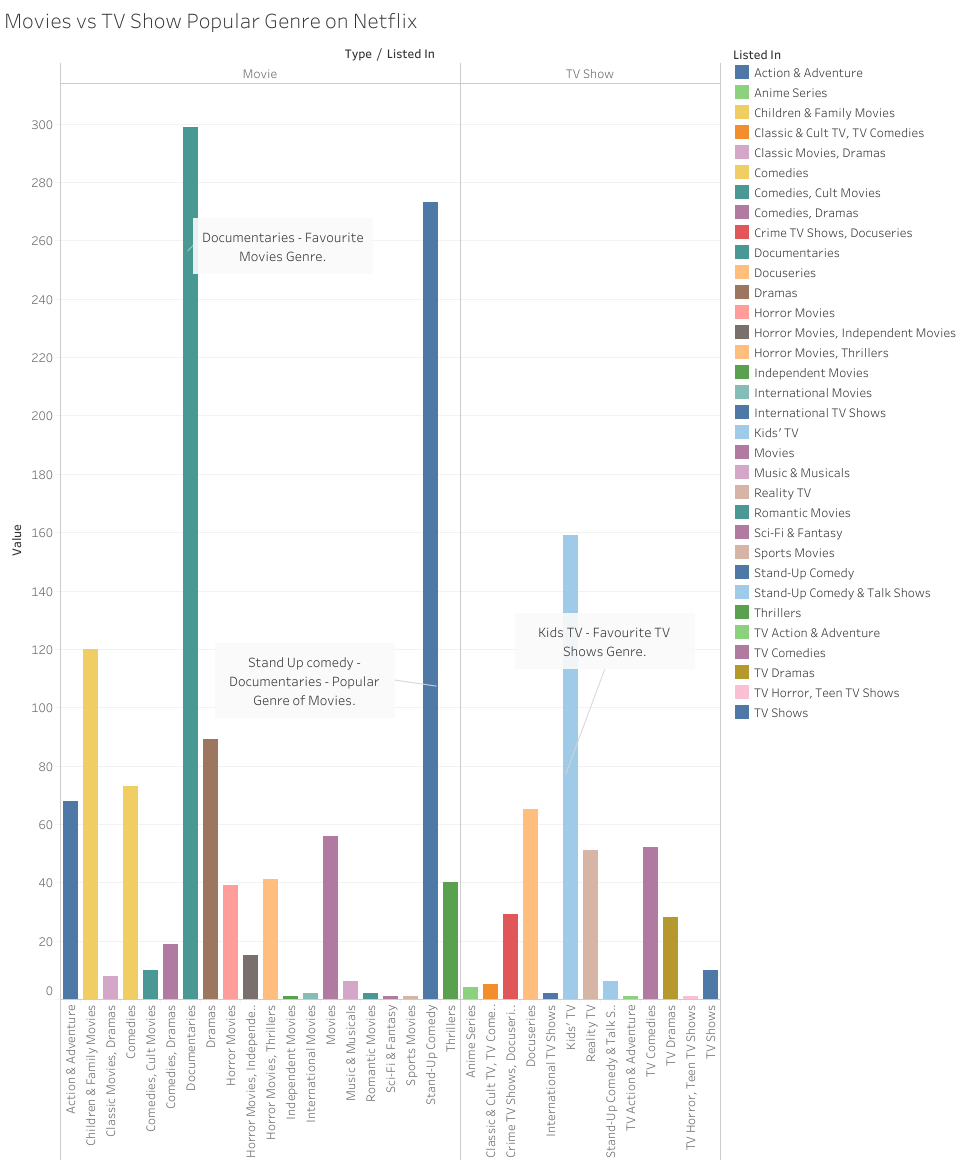 Movies vs TV Show Popular Genre on Netflix
Type / Listed In
Movie
TV Show
Value
300
280
260
240
220
200
180
160
140
120
100
80
60
40
20
0
Documentaries - Favourite
Movies Genre.
Stand Up comedy -
Documentaries - Popular
Genre of Movies.
Kids TV - Favourite TV
Shows Genre.
Action & Adventure
Children & Family Movies
Classic Movies, Dramas
Comedies
Comedies, Cult Movies
Comedies, Dramas
Documentaries
Dramas
Horror Movies
Horror Movies, Independe..
Horror Movies, Thrillers
Independent Movies
International Movies
Movies
Music & Musicals
Romantic Movies
Sci-Fi & Fantasy
Sports Movies
Stand-Up Comedy
Thrillers
Anime Series
Classic & Cult TV, TV Come..
Crime TV Shows, Docuseri..
Docuseries
International TV Shows
Kids' TV
Reality TV
Stand-Up Comedy & Talk S..
TV Action & Adventure
TV Comedies
TV Dramas
TV Horror, Teen TV Shows
TV Shows
Listed In
Action & Adventure
Anime Series
Children & Family Movies
Classic & Cult TV, TV Comedies
Classic Movies, Dramas
Comedies
Comedies, Cult Movies
Comedies, Dramas
Crime TV Shows, Docuseries
Documentaries
Docuseries
Dramas
Horror Movies
Horror Movies, Independent Movies
Horror Movies, Thrillers
Independent Movies
International Movies
International TV Shows
Kids' TV
Movies
Music & Musicals
Reality TV
Romantic Movies
Sci-Fi & Fantasy
Sports Movies
Stand-Up Comedy
Stand-Up Comedy & Talk Shows
Thrillers
TV Action & Adventure
TV Comedies
TV Dramas
TV Horror, Teen TV Shows
TV Shows